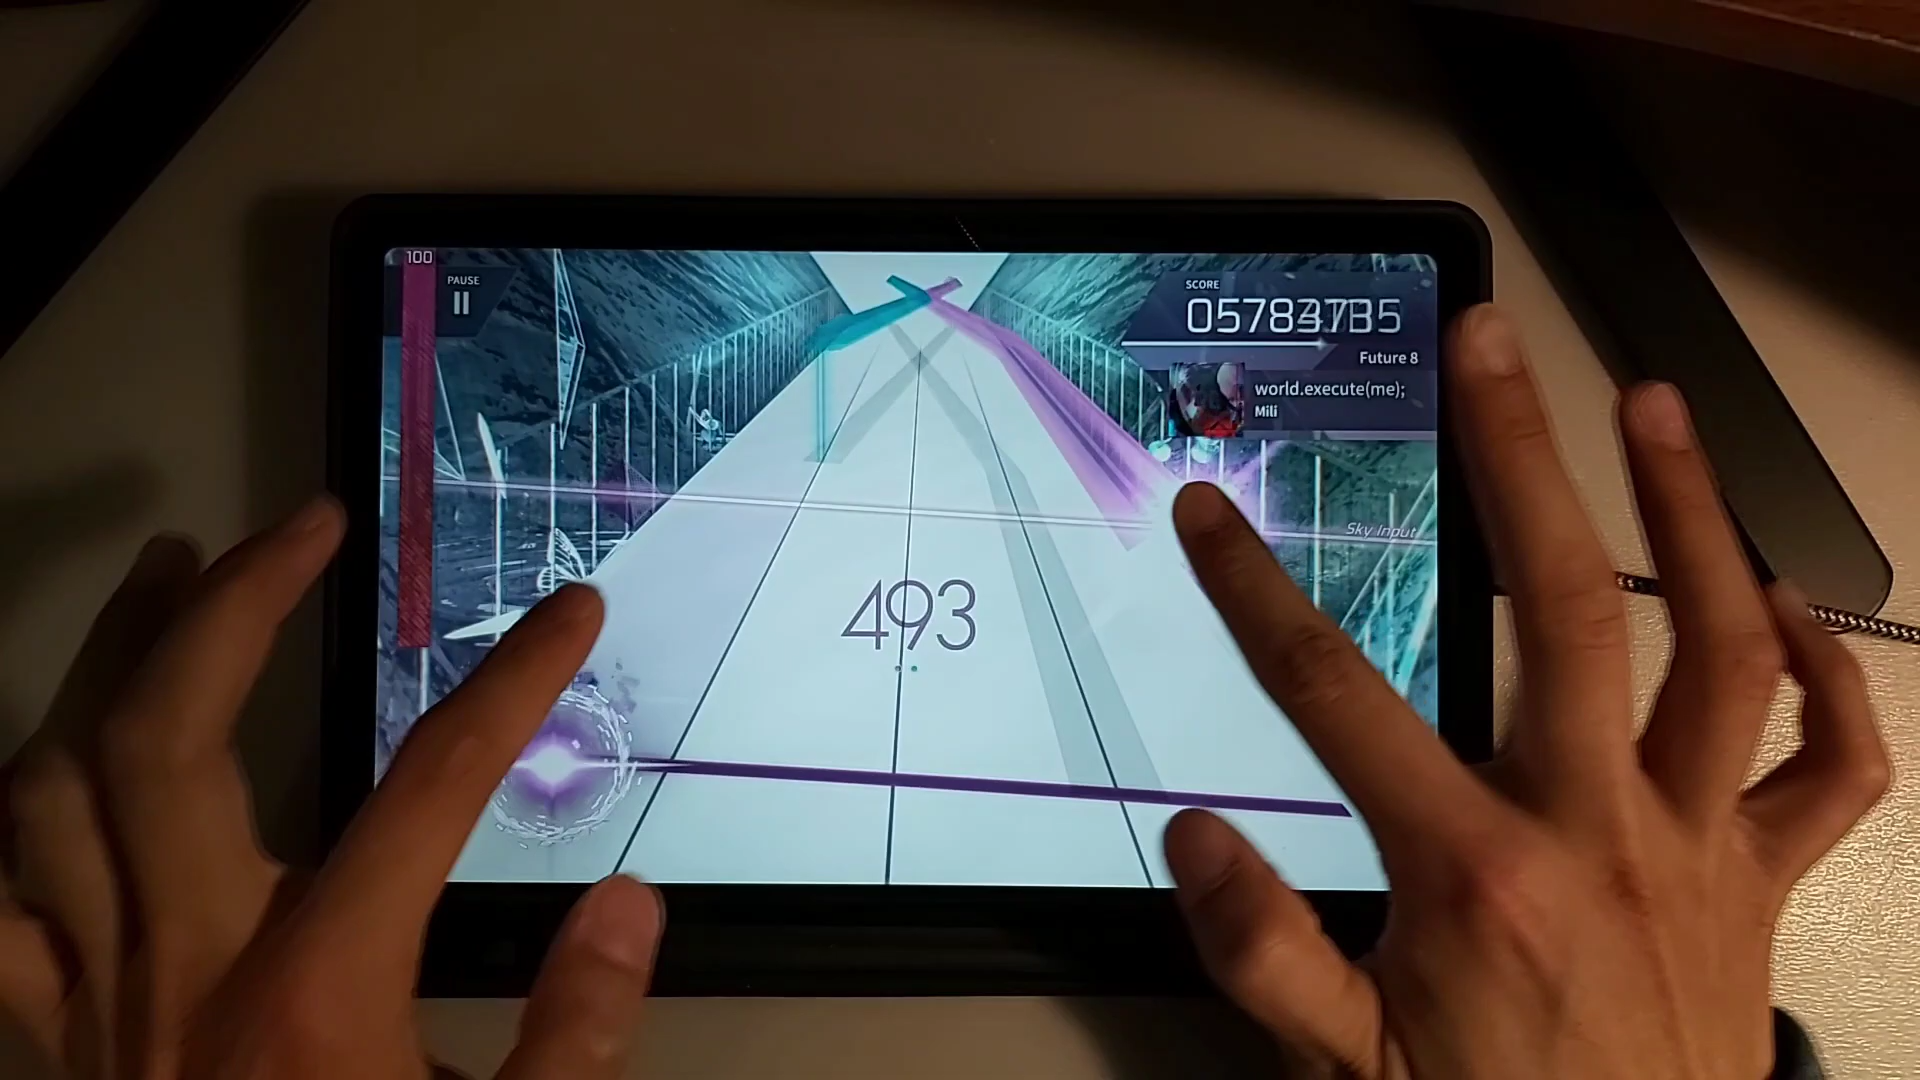 100
PAUSE
SCORE
Future 8
world.execute(me);
Mili
Sky Input
493